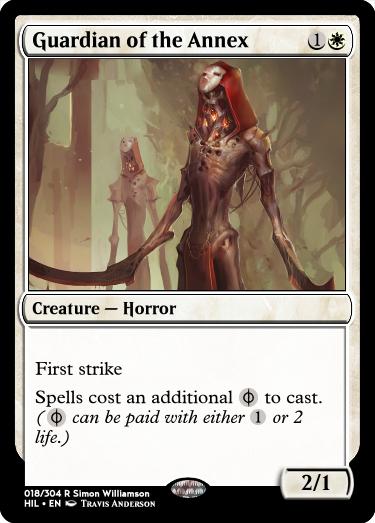 Guardian of the Annex 1
Creature — Horror
First strike
Spells cost an additional to cast.
( can be paid with either 1 or 2
life.)
018/304 R Simon Williamson
HIL • EN Travis Anderson
2/1